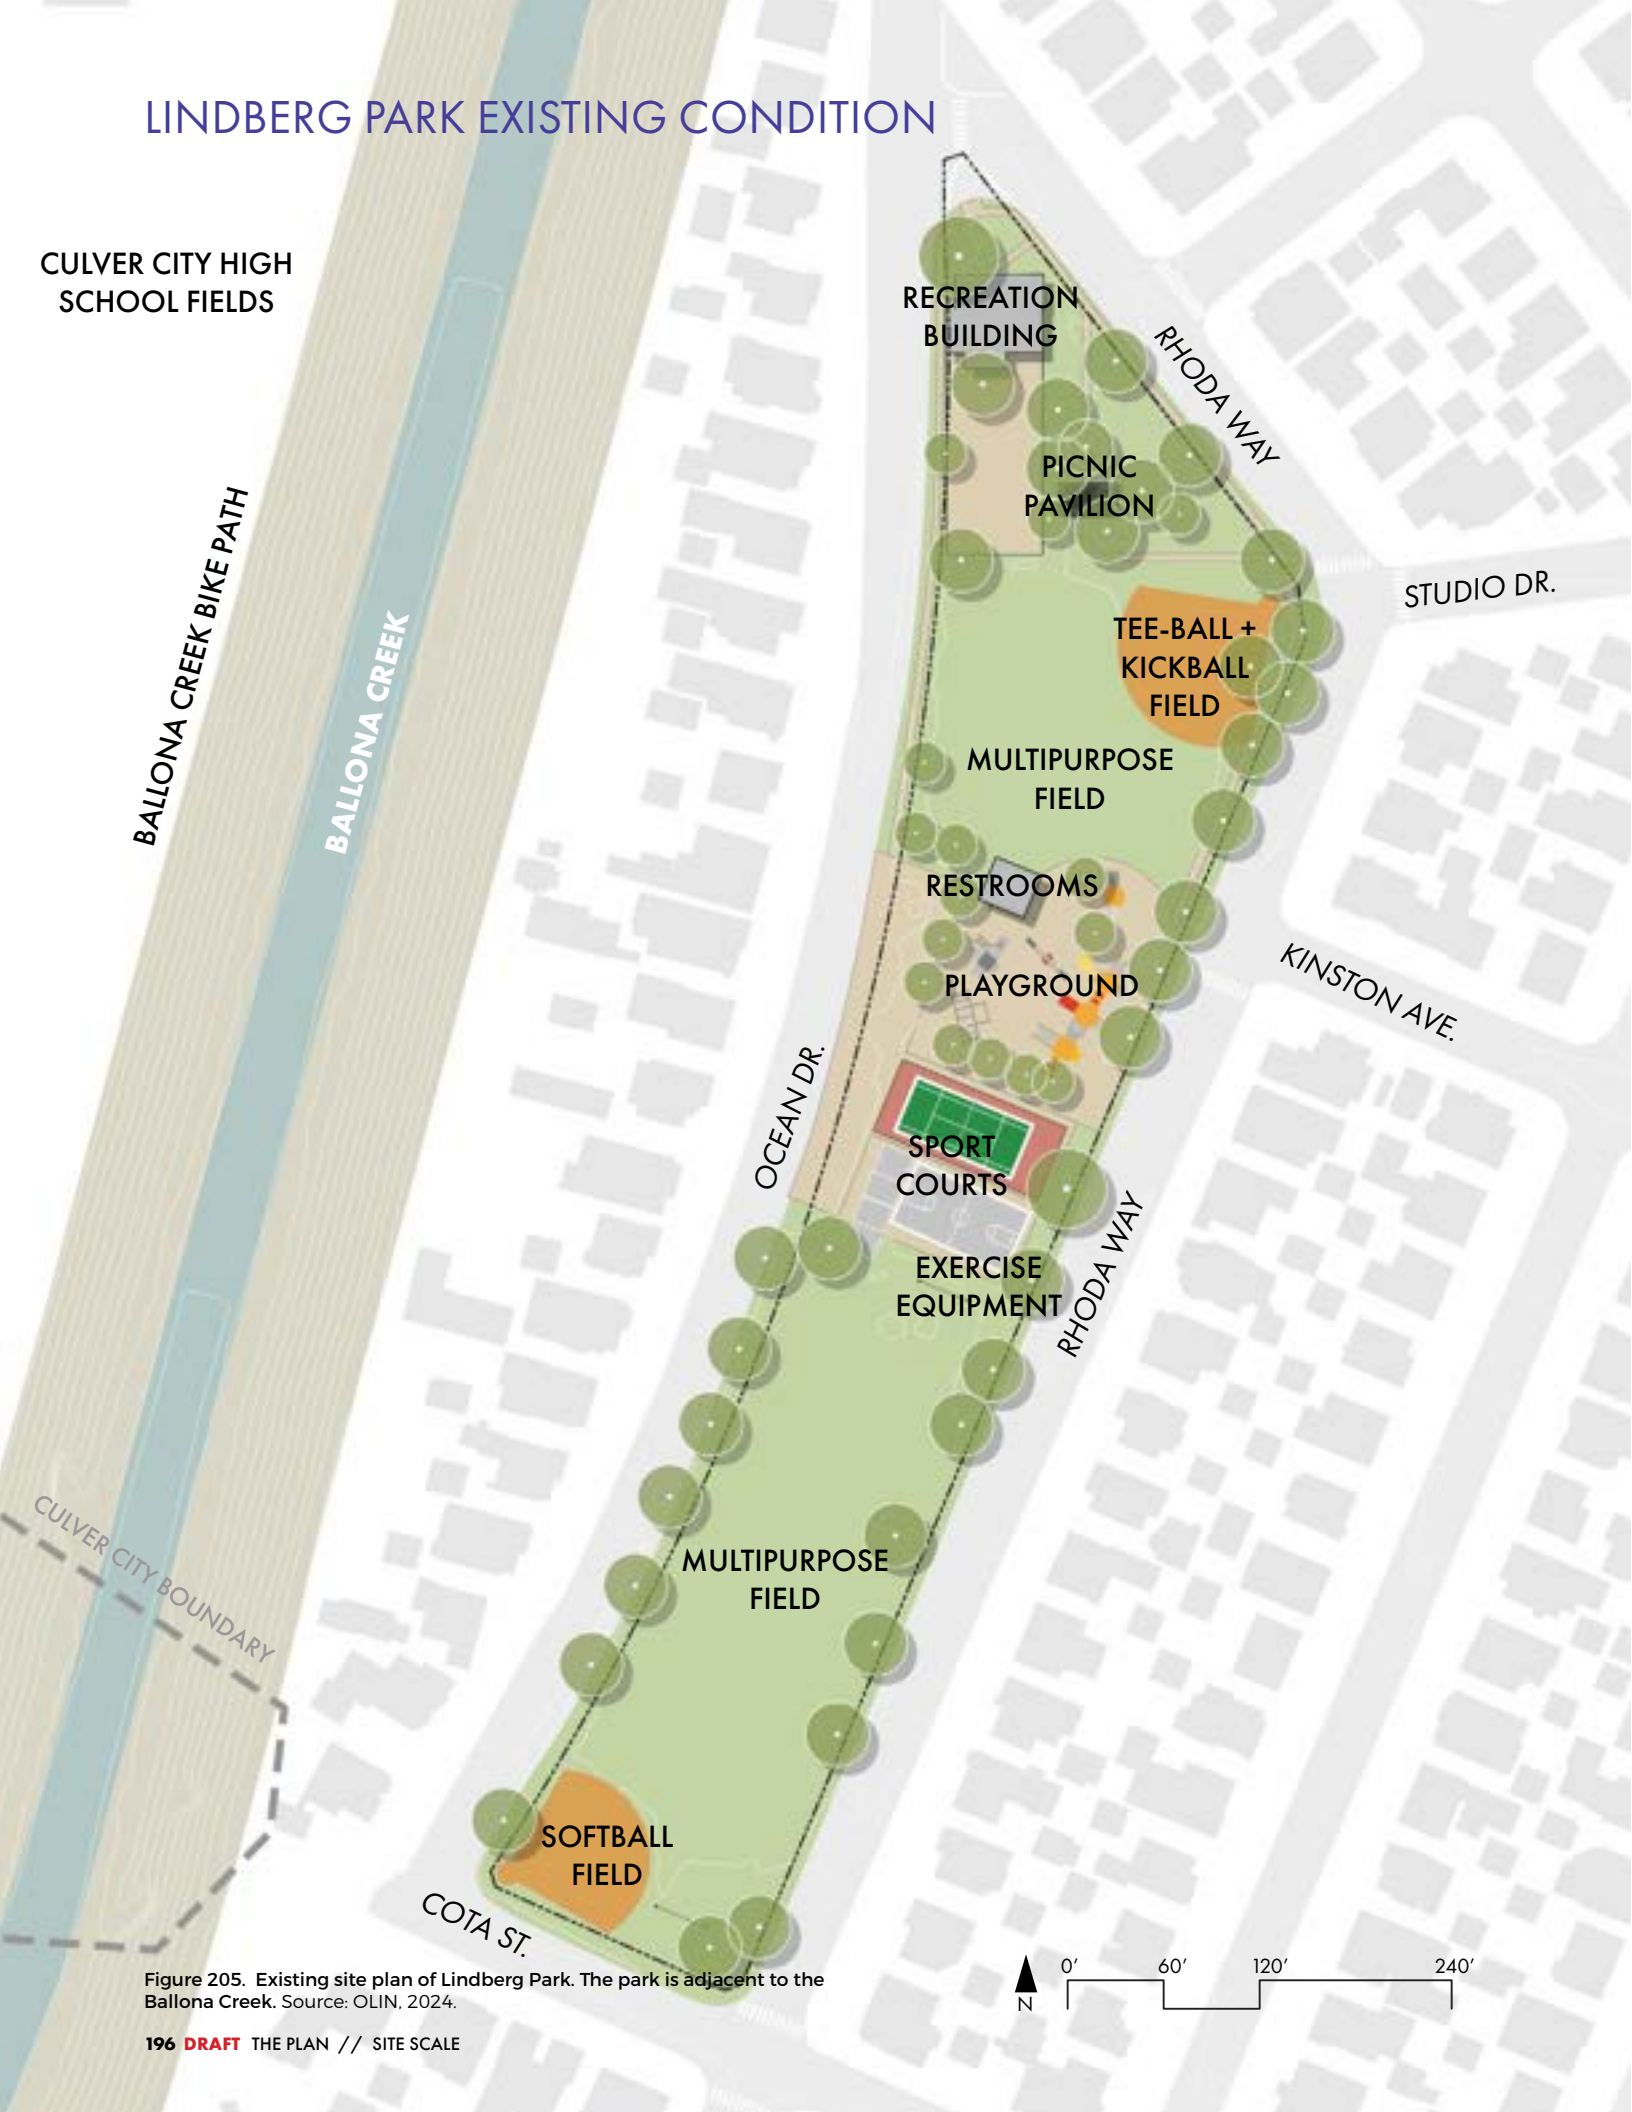 LINDBERG PARK EXISTING CONDITION
CULVER CITY HIGH
SCHOOL FIELDS
RECREATION
BUILDING
RHODA WAY
PICNIC
PAVILION
BALLONA CREEK BIKE PATH
BALLONA CREEK
STUDIO DR.
TEE-BALL +
KICKBALL
FIELD
MULTIPURPOSE
FIELD
RESTROOMS
PLAYGROUND
KINSTON AVE.
OCEAN DR.
SPORT
COURTS
EXERCISE
EQUIPMENT
RHODA WAY
CULVER CITY BOUNDARY
MULTIPURPOSE
FIELD
SOFTBALL
FIELD
COTA ST.
0' 60' 120' 240'
N
Figure 205. Existing site plan of Lindberg Park. The park is adjacent to the
Ballona Creek. Source: OLIN, 2024.
196 DRAFT THE PLAN // SITE SCALE